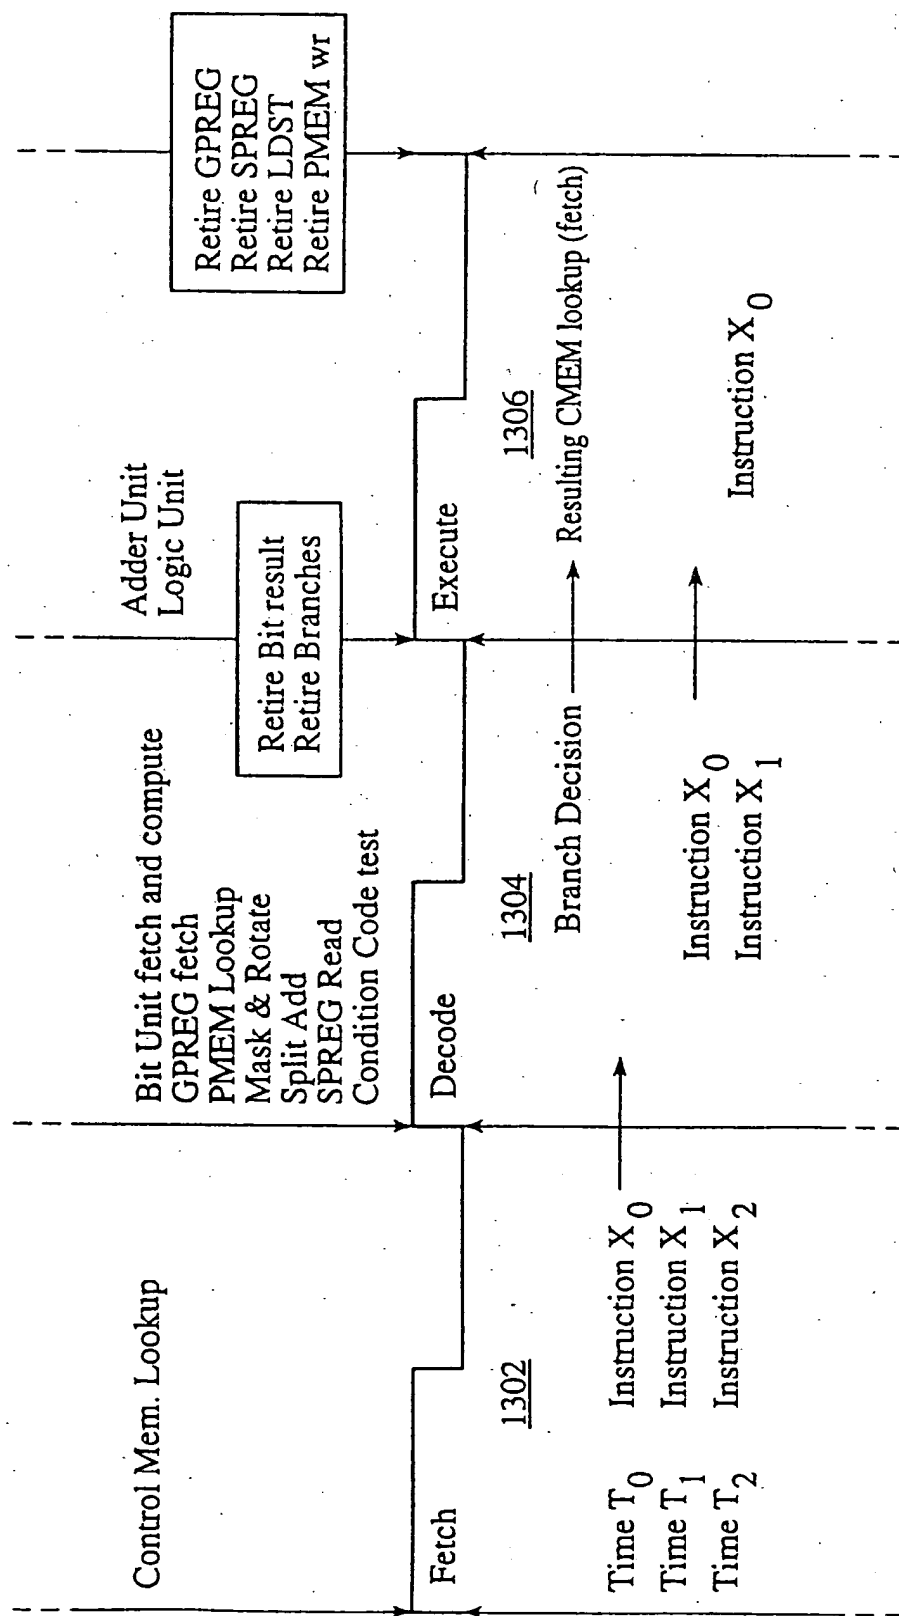 Control Mem. Lookup
Bit Unit fetch and compute
GPREG fetch
PMEM Lookup
Mask & Rotate
Split Add
SPREG Read
Condition Code test
Adder Unit
Logic Unit
Retire Bit result
Retire Branches
Retire GPREG
Retire SPREG
Retire LDST
Retire PMEM wr
Fetch
Decode
Execute
1302
1304
1306
Branch Decision
Resulting CMEM lookup (fetch)
Time T0 Instruction X0
Time T1 Instruction X1
Time T2 Instruction X2
Instruction X0
Instruction X1
Instruction X0